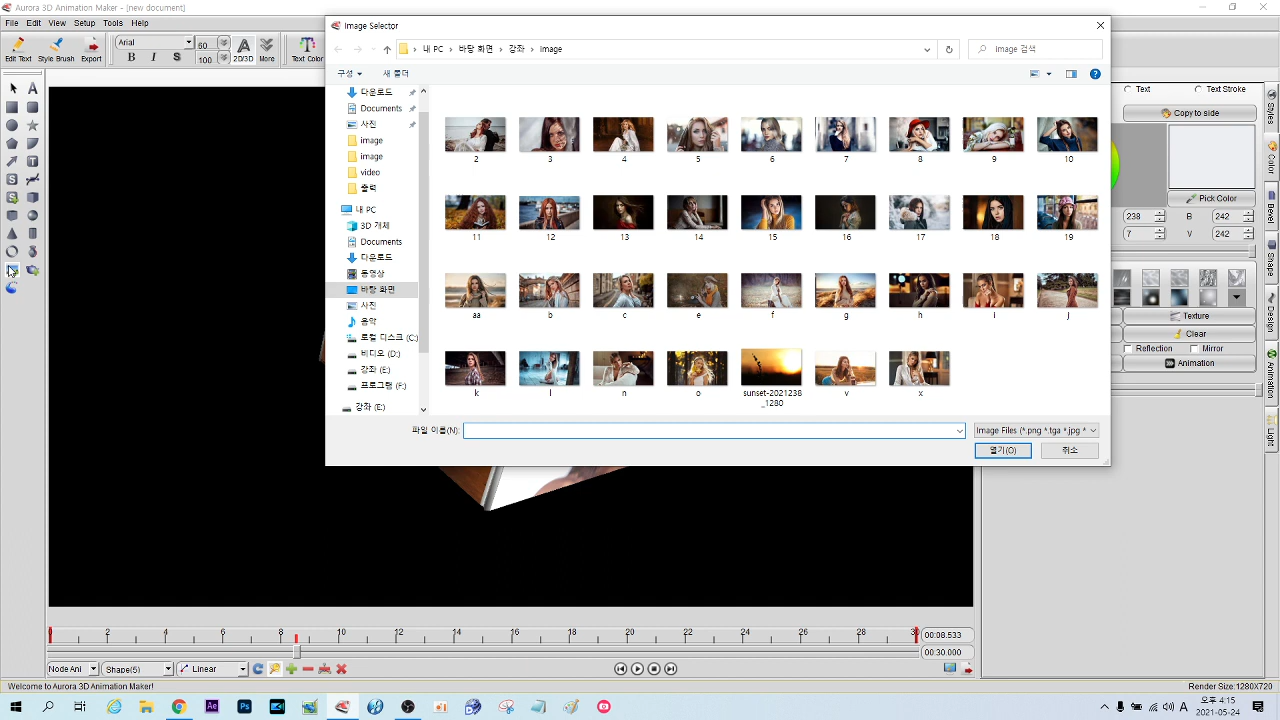 Aurora 3D Animation Maker - [new document]
File Edit View Setup Tools Help
Edit Text Style Brush Export
Arial 60 100 B I S 2D/3D More Text Color
Image Selector
내 PC > 바탕 화면 > 강좌 > Image
Image 검색
구성 새 폴더
다운로드
Documents
사진
image
image
video
출력
내 PC
3D 개체
Documents
다운로드
동영상
바탕 화면
사진
음악
로컬 디스크 (C:)
비디오 (D:)
강좌 (E:)
프로그램 (F:)
강좌 (E:)
2 3 4 5 6 7 8 9 10
11 12 13 14 15 16 17 18 19
aa b c e f g h i j
k l n o sunset-2021238_1280 v x
파일 이름(N):
Image Files (*.png *.tga *.jpg *
열기(O) 취소
Text Text Stroke
Copy to side
Pick Color
238 B 242
7 V 242
Texture
Clear
Reflection Mirror
Animation
Styles
Color
Bevel
Shapes
Design
Animation
Light
0 2 4 6 8 10 12 14 16 18 20 22 24 26 28 30
00:08.533
00:30.000
Node Ani Shape(5) Linear
Welcome to Aurora 3D Animation Maker!
Render Size:1280X720
Ae Ps
A
오후 4:15
2021-05-24